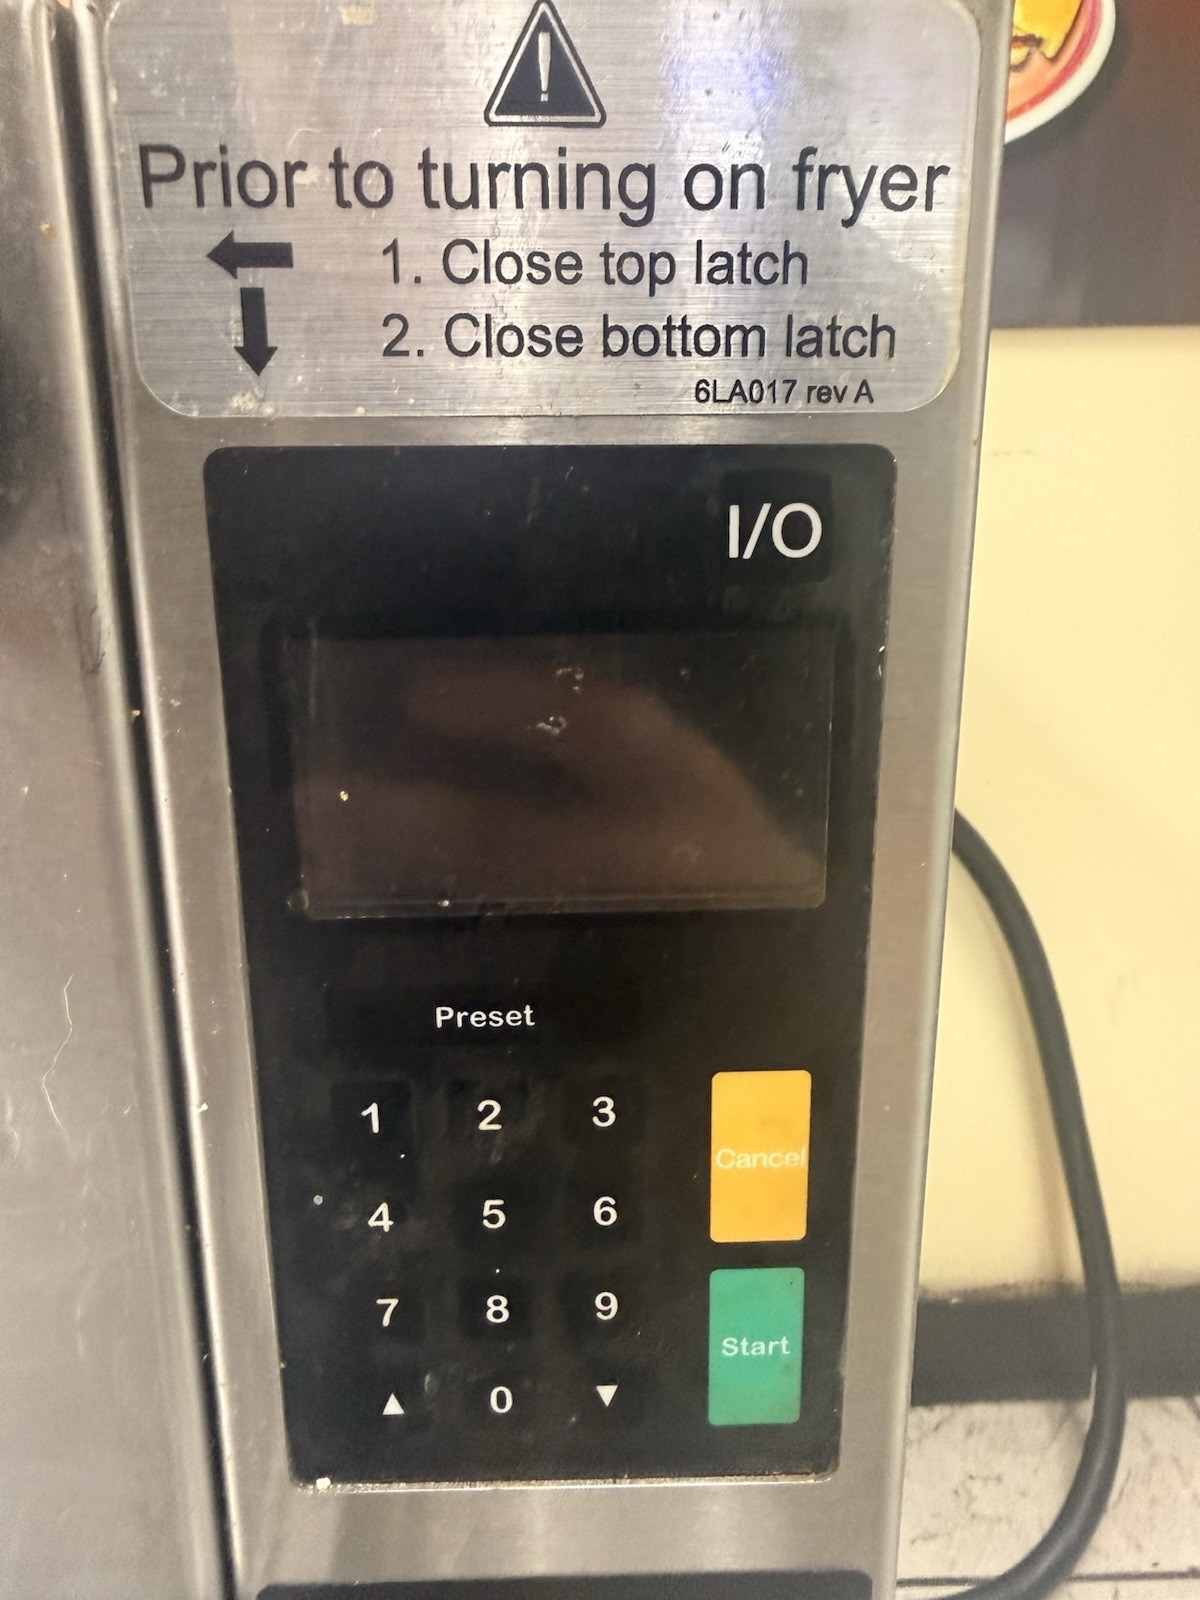 Prior to turning on fryer
1. Close top latch
2. Close bottom latch
6LA017 rev A
I/O
Preset
1 2 3
Cancel
4 5 6
7 8 9
Start
▲ 0 ▼